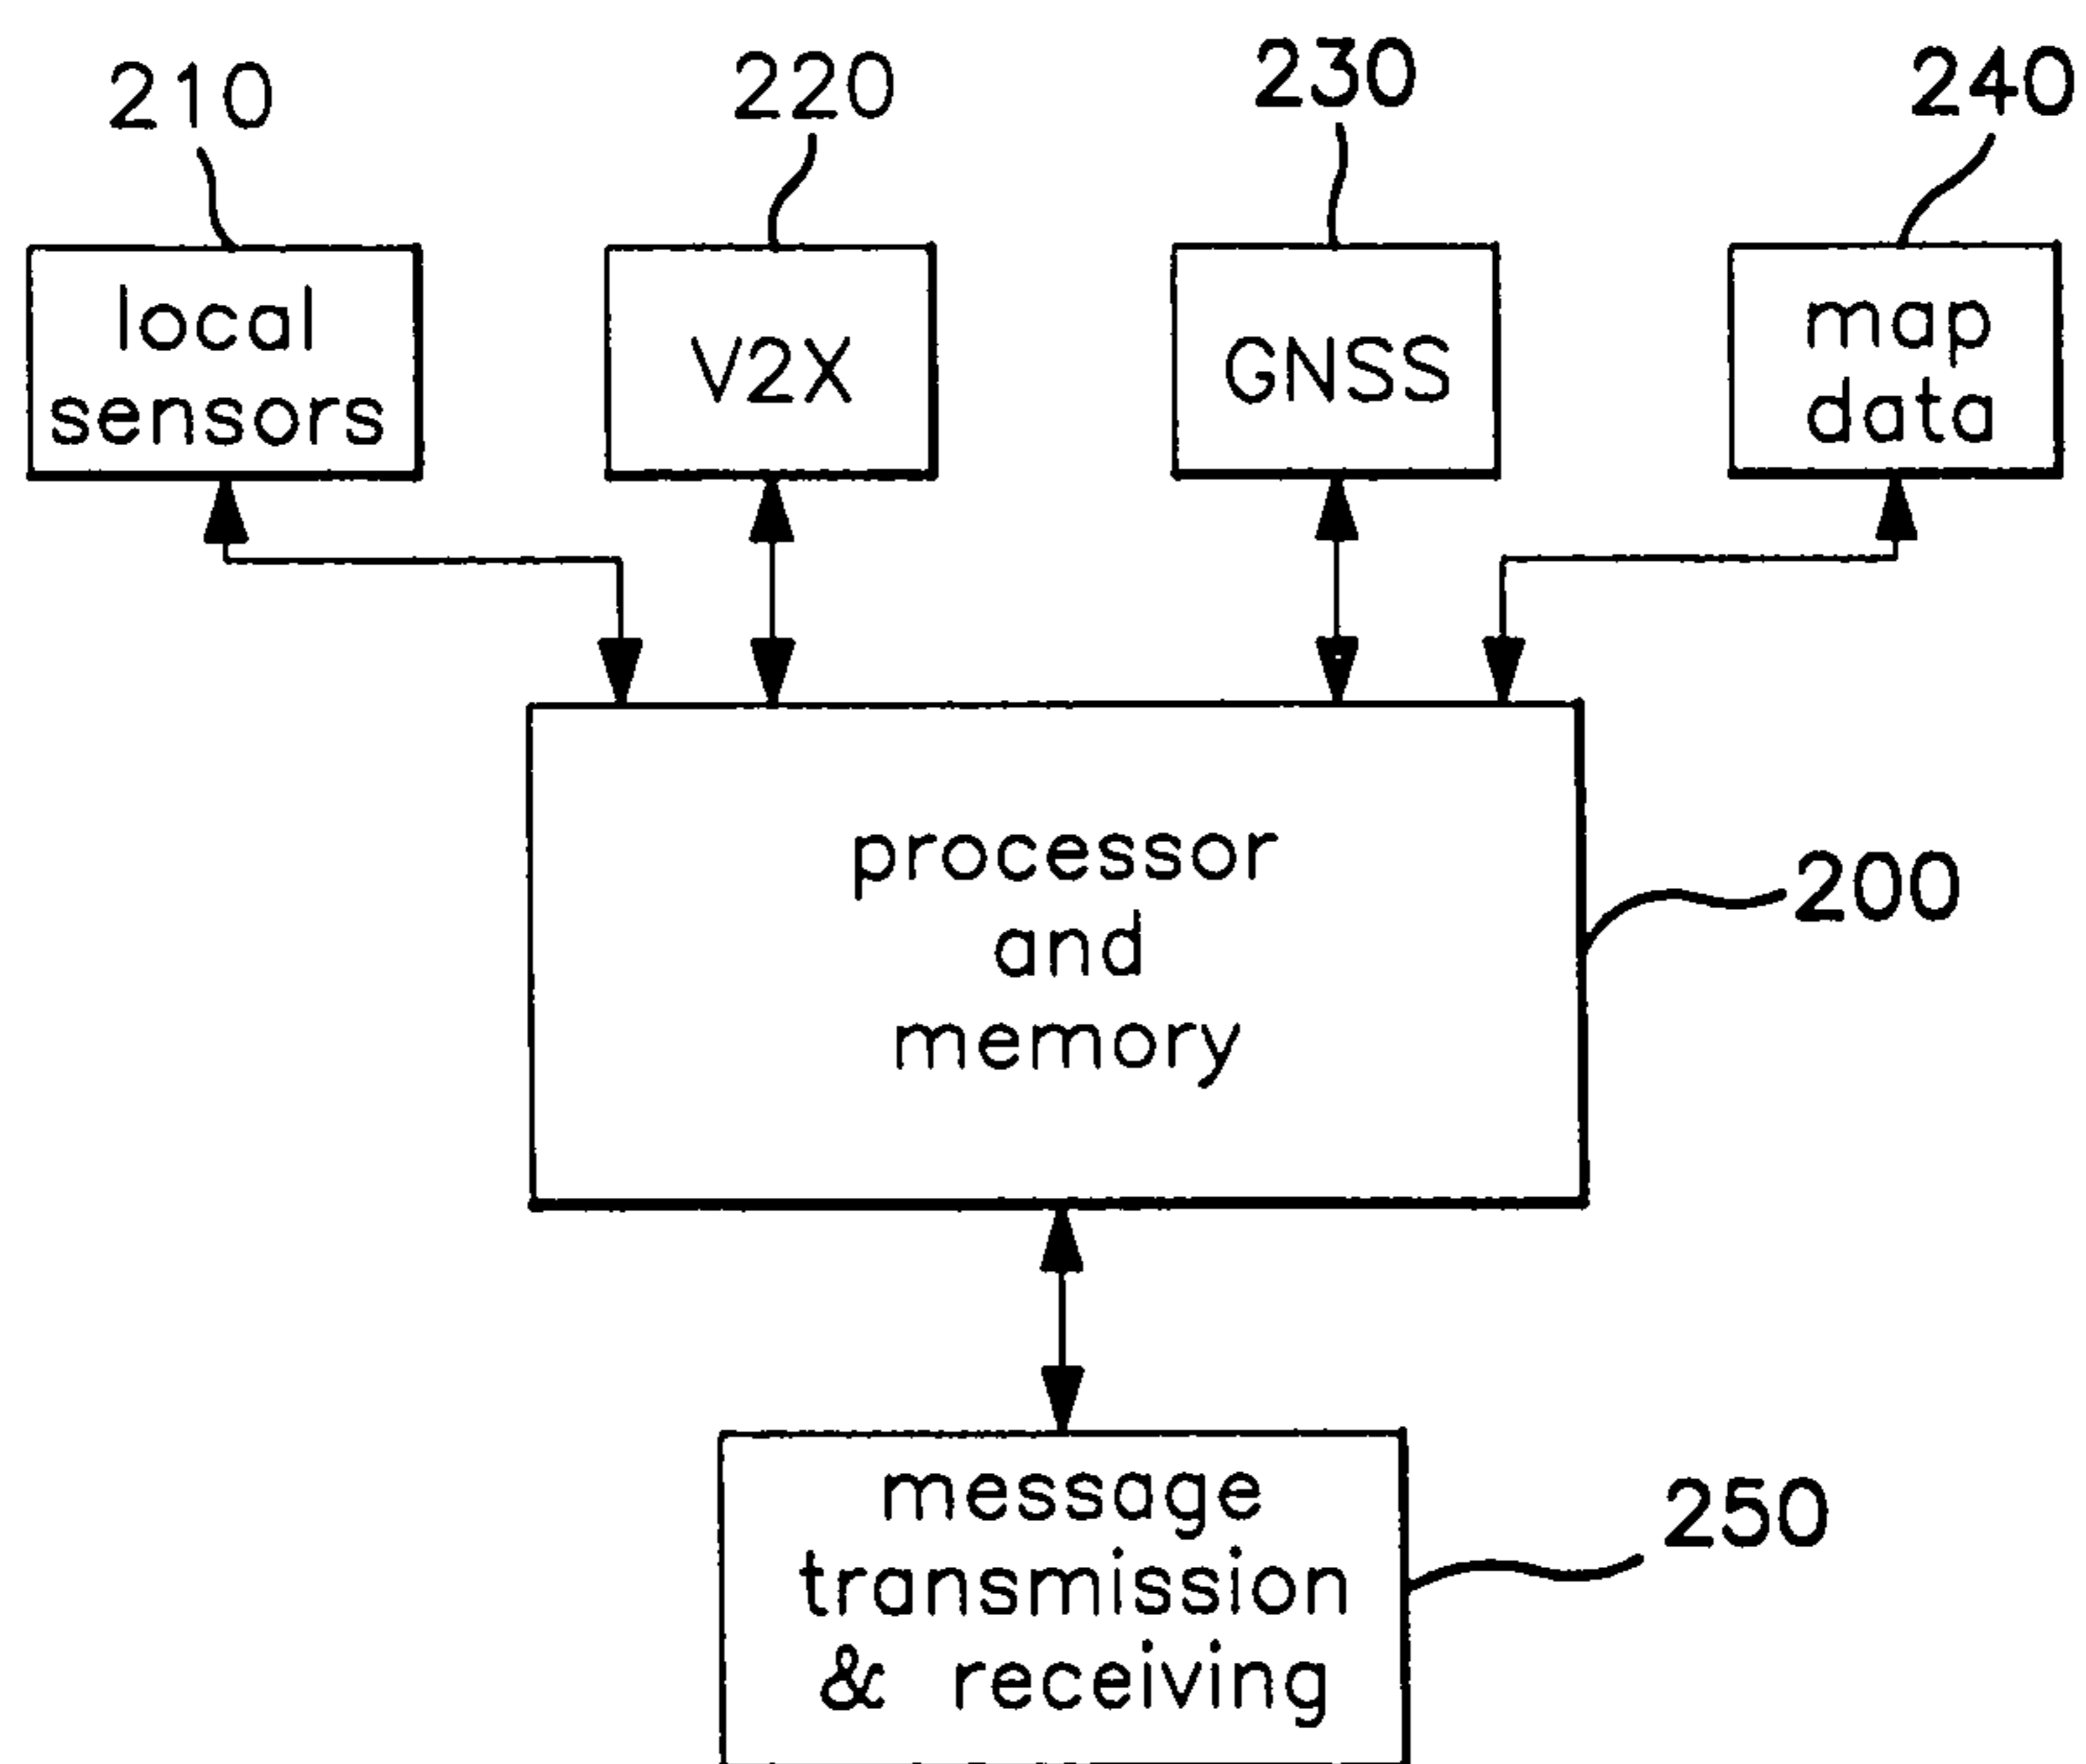 210
220
230
240
local
sensors
V2X
GNSS
map
data
processor
and
memory
200
message
transmission
& receiving
250